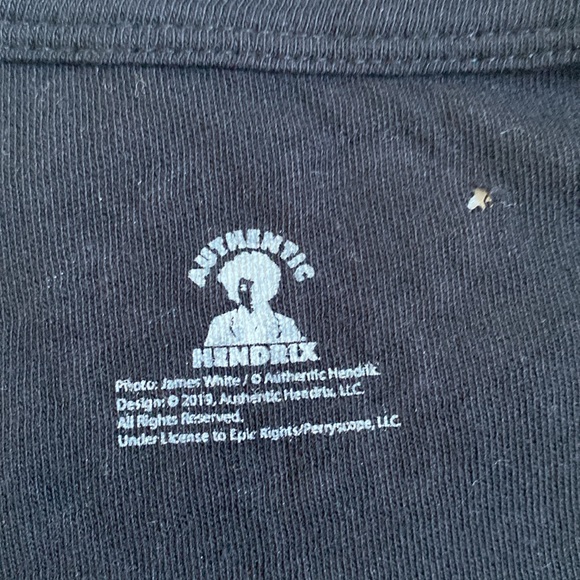 AUTHENTIC
HENDRIX
Photo: James White / © Authentic Hendrix
Design: © 2019, Authentic Hendrix, LLC.
All Rights Reserved.
Under License to Epic Rights/Perryscope, LLC